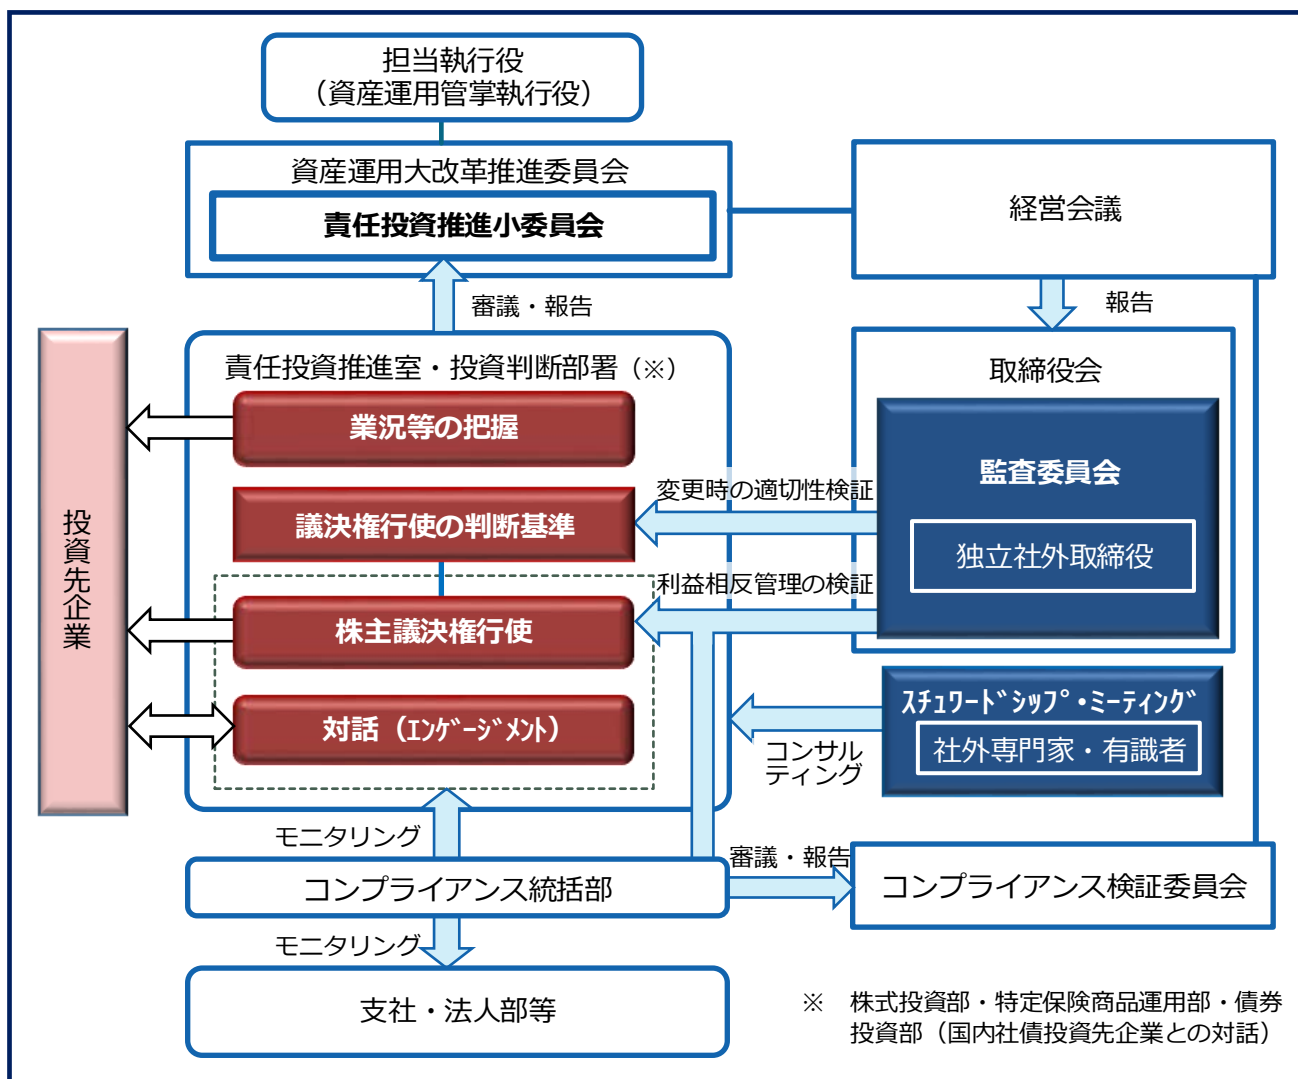 担当執行役
（資産運用管掌執行役）
資産運用大改革推進委員会
責任投資推進小委員会
経営会議
審議・報告
報告
責任投資推進室・投資判断部署（※）
取締役会
業況等の把握
監査委員会
変更時の適切性検証
議決権行使の判断基準
独立社外取締役
投資先企業
利益相反管理の検証
株主議決権行使
ｽﾁｭﾜｰﾄﾞｼｯﾌﾟ・ﾐｰﾃｨﾝｸﾞ
対話（ｴﾝｹﾞｰｼﾞﾒﾝﾄ）
社外専門家・有識者
コンサル
ティング
モニタリング
審議・報告
コンプライアンス統括部
コンプライアンス検証委員会
モニタリング
支社・法人部等
※　株式投資部・特定保険商品運用部・債券
投資部（国内社債投資先企業との対話）